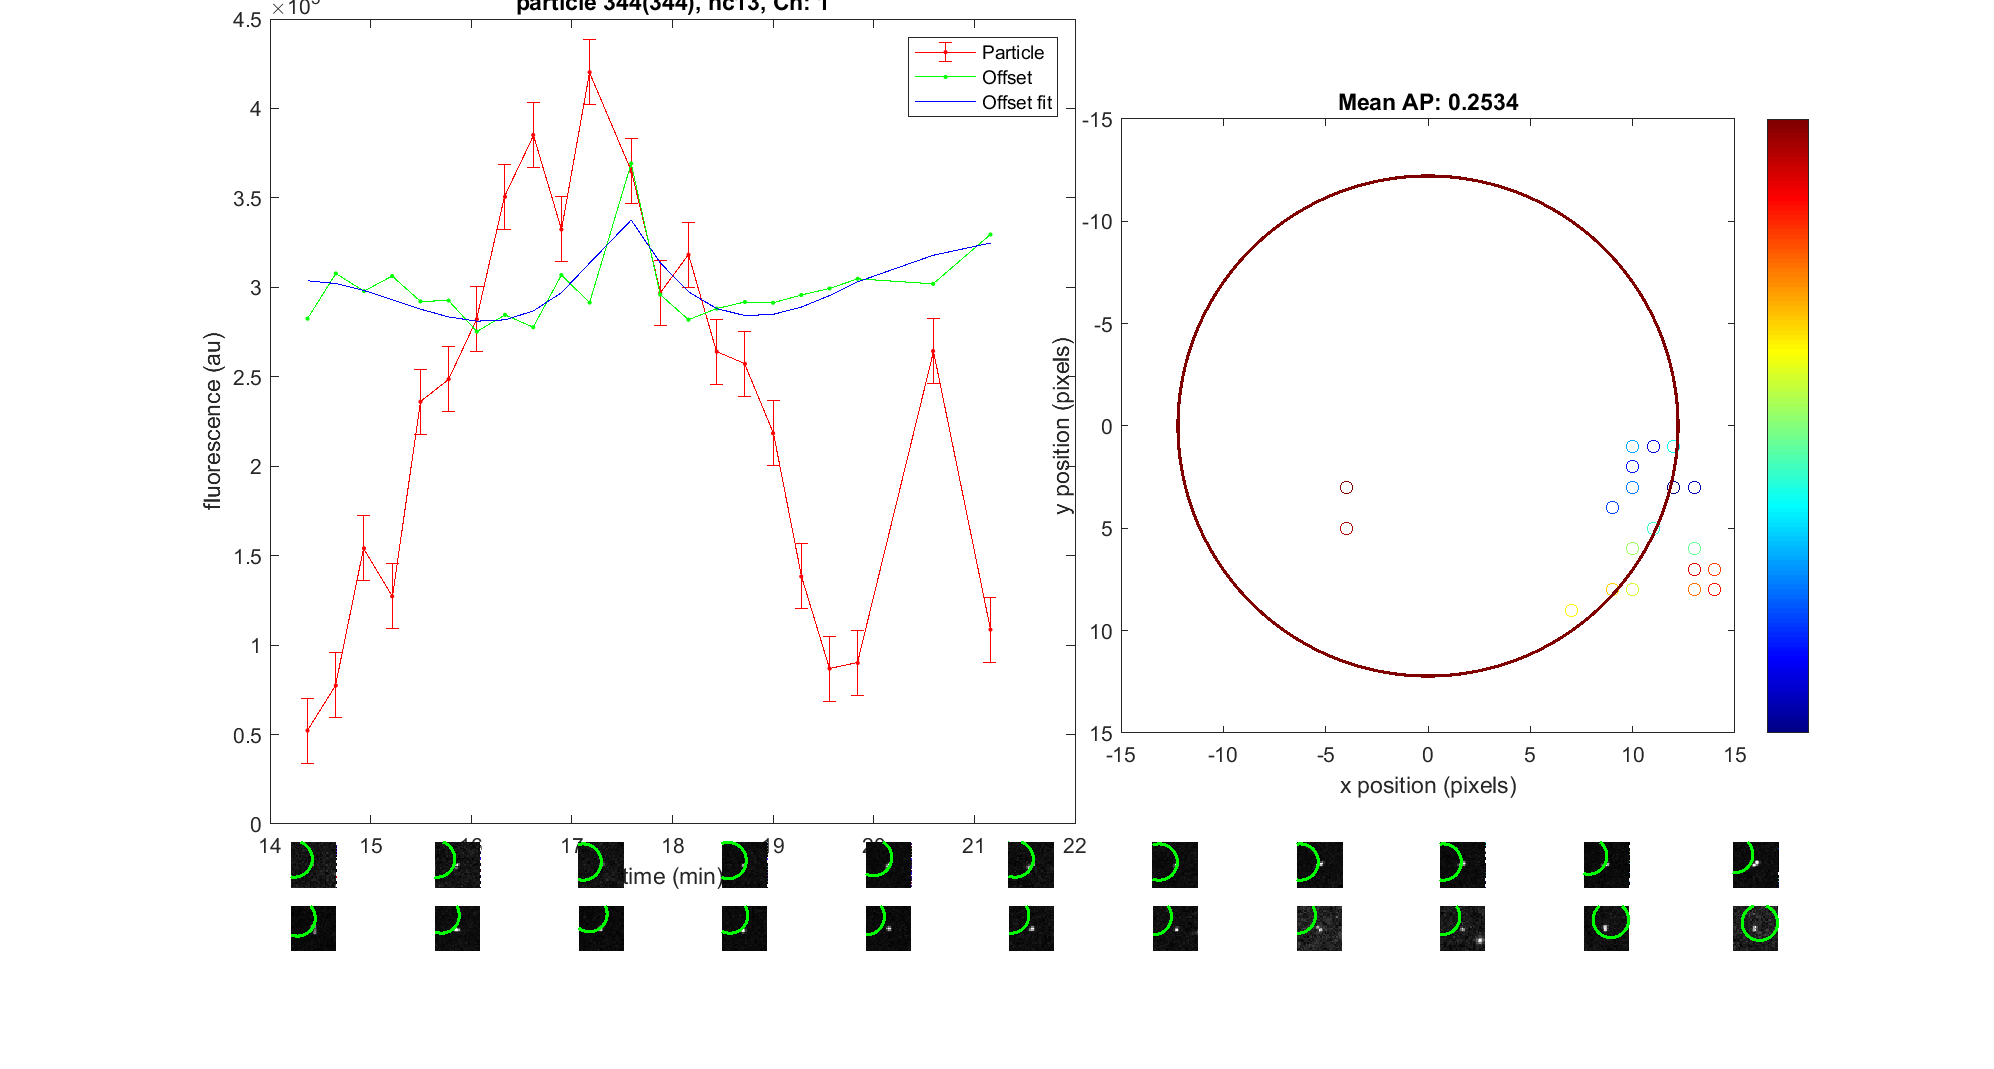 particle 344(344), nc13, Ch: 1
4.5
4
3.5
3
2.5
2
1.5
1
0.5
0
fluorescence (au)
14 15 16 17 18 19 20 21 22
time (min)
Particle
Offset
Offset fit
Mean AP: 0.2534
-15
-10
-5
0
5
10
15
y position (pixels)
-15 -10 -5 0 5 10 15
x position (pixels)